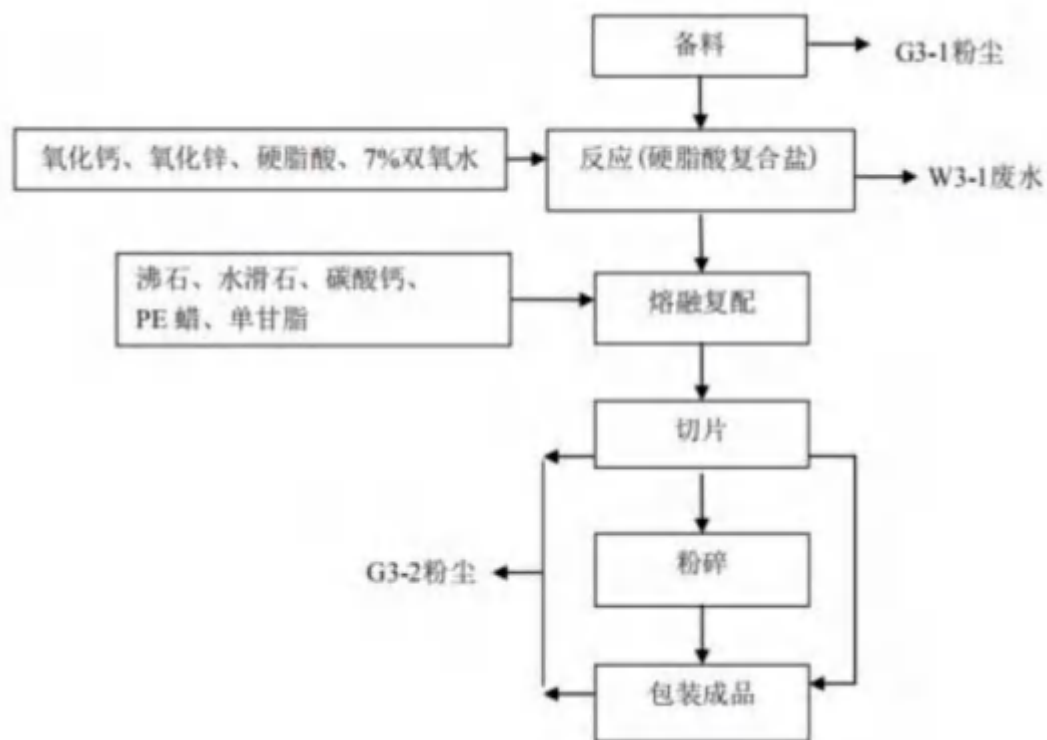 备料
G3-1粉尘
氧化钙、氧化锌、硬脂酸、7%双氧水
反应(硬脂酸复合盐)
W3-1废水
沸石、水滑石、碳酸钙、
PE 蜡、单甘脂
熔融复配
切片
粉碎
G3-2粉尘
包装成品